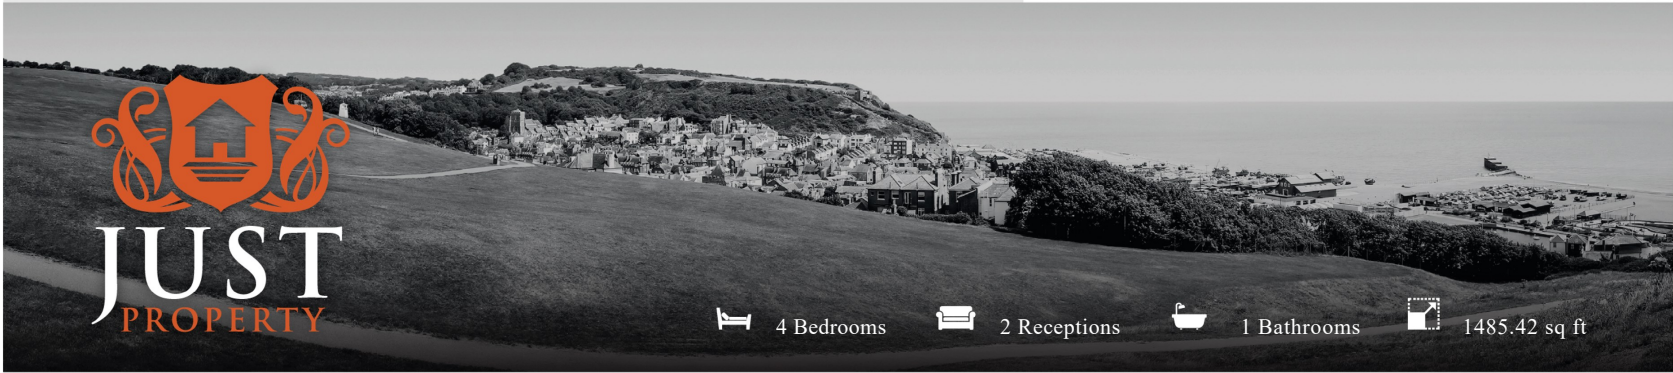 JUST
PROPERTY
4 Bedrooms
2 Receptions
1 Bathrooms
1485.42 sq ft